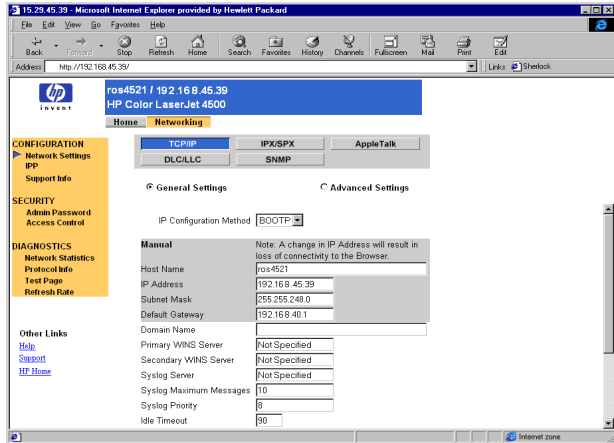 15.29.45.39 - Microsoft Internet Explorer provided by Hewlett Packard
File Edit View Go Favorites Help
Back Forward Stop Refresh Home Search Favorites History Channels Fullscreen Mail Print Edit
Address http://192.168.45.39/ Links Sherlock
hp
invent
ros4521 / 192.168.45.39
HP Color LaserJet 4500
Home Networking
CONFIGURATION
Network Settings
IPP
Support Info
SECURITY
Admin Password
Access Control
DIAGNOSTICS
Network Statistics
Protocol Info
Test Page
Refresh Rate
Other Links
Help
Support
HP Home
TCP/IP IPX/SPX AppleTalk
DLC/LLC SNMP
General Settings Advanced Settings
IP Configuration Method BOOTP
Manual Note: A change in IP Address will result in
loss of connectivity to the Browser.
Host Name ros4521
IP Address 192.168.45.39
Subnet Mask 255.255.248.0
Default Gateway 192.168.40.1
Domain Name
Primary WINS Server Not Specified
Secondary WINS Server Not Specified
Syslog Server Not Specified
Syslog Maximum Messages 10
Syslog Priority 8
Idle Timeout 90
Internet zone